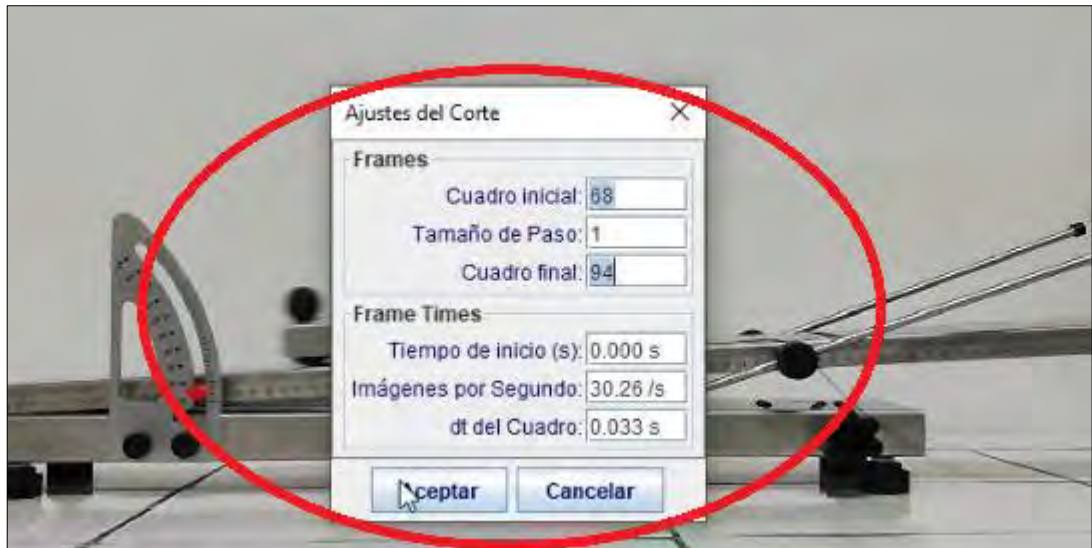 Ajustes del Corte
Frames
Cuadro inicial: 68
Tamaño de Paso: 1
Cuadro final: 94
Frame Times
Tiempo de inicio (s): 0.000 s
Imágenes por Segundo: 30.26 /s
dt del Cuadro: 0.033 s
Cancelar